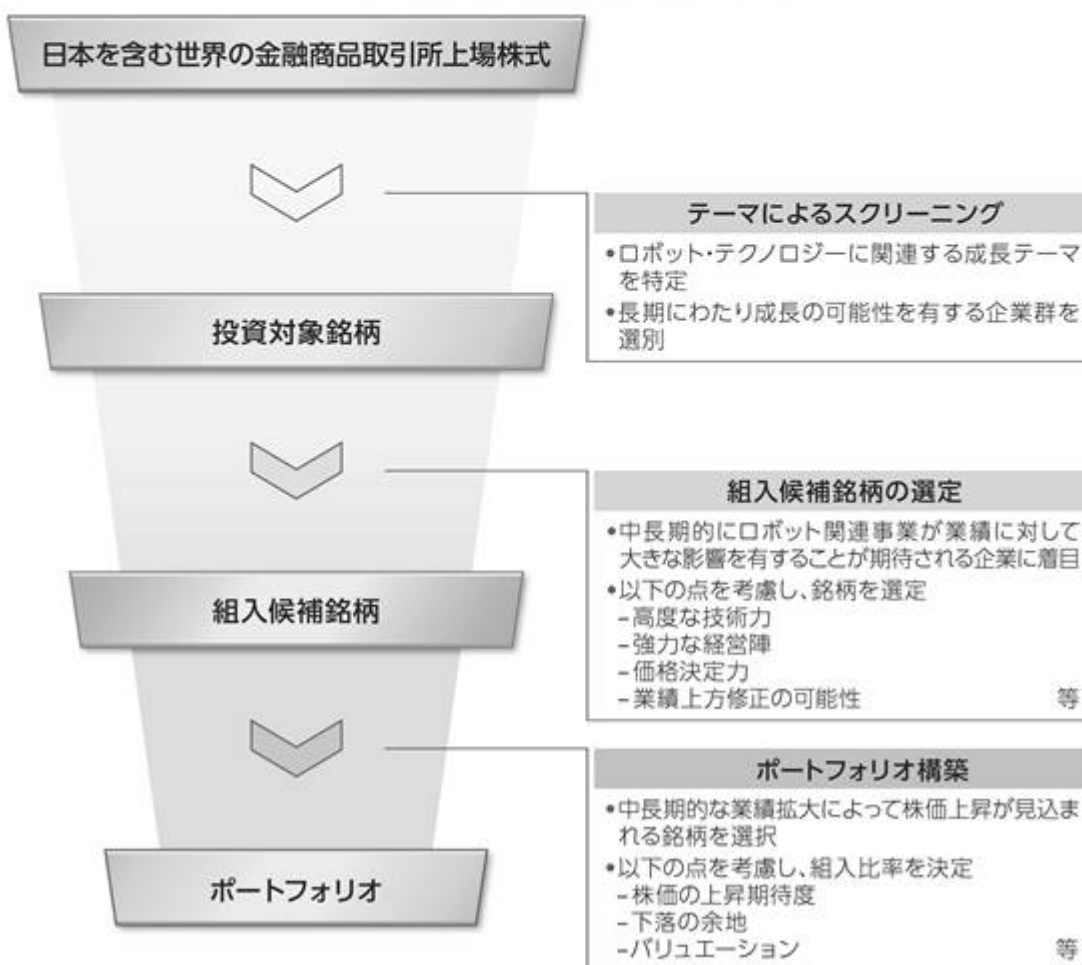 日本を含む世界の金融商品取引所上場株式
テーマによるスクリーニング
•ロボット・テクノロジーに関連する成長テーマ
を特定
•長期にわたり成長の可能性を有する企業群を
選別
投資対象銘柄
組入候補銘柄の選定
•中長期的にロボット関連事業が業績に対して
大きな影響を有することが期待される企業に着目
•以下の点を考慮し、銘柄を選定
–高度な技術力
–強力な経営陣
–価格決定力
–業績上方修正の可能性 等
組入候補銘柄
ポートフォリオ構築
•中長期的な業績拡大によって株価上昇が見込ま
れる銘柄を選択
•以下の点を考慮し、組入比率を決定
–株価の上昇期待度
–下落の余地
–バリュエーション 等
ポートフォリオ